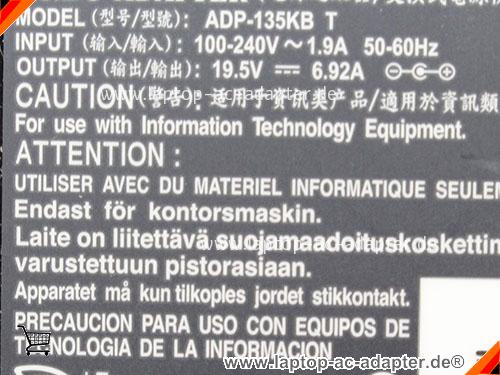 MODEL (型号/型號): ADP-135KB T
INPUT (输入/輸入): 100-240V～1.9A 50-60Hz
OUTPUT (输出/輸出): 19.5V 6.92A
CAUTION (警告): 适用于资讯类产品/適用於資訊類
For use with Information Technology Equipment.
ATTENTION :
UTILISER AVEC DU MATERIEL INFORMATIQUE SEULEM
Endast för kontorsmaskin.
Laite on liitettävä suojamaadoituskoskettim
varustettuun pistorasiaan.
Apparatet må kun tilkoples jordet stikkontakt.
PRECAUCION PARA USO CON EQUIPOS DE
TECNOLOGIA DE LA INFORMACION
www.laptop-ac-adapter.de®